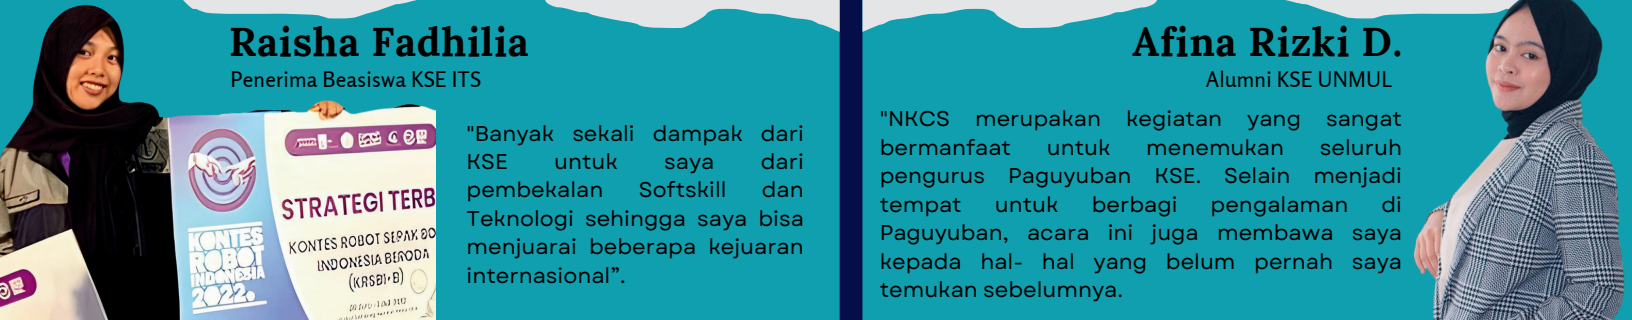 Raisha Fadhilia
Penerima Beasiswa KSE ITS
STRATEGI TERB
KONTES ROBOT SEPAK BO
INDONESIA BERODA
(KRSBI-B)
KONTES
ROBOT
INDONESIA
2022.
"Banyak sekali dampak dari
KSE untuk saya dari
pembekalan Softskill dan
Teknologi sehingga saya bisa
menjuarai beberapa kejuaran
internasional”.
Afina Rizki D.
Alumni KSE UNMUL
"NKCS merupakan kegiatan yang sangat
bermanfaat untuk menemukan seluruh
pengurus Paguyuban KSE. Selain menjadi
tempat untuk berbagi pengalaman di
Paguyuban, acara ini juga membawa saya
kepada hal- hal yang belum pernah saya
temukan sebelumnya.